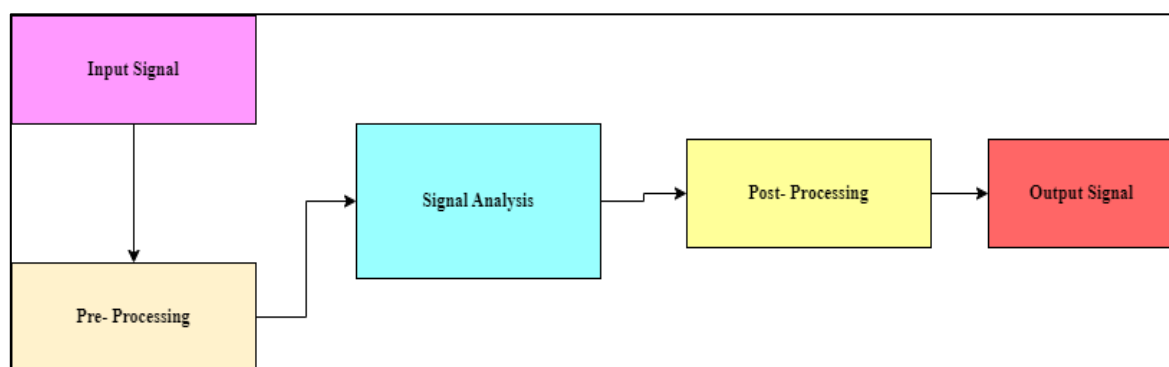 Input Signal
Pre- Processing
Signal Analysis
Post- Processing
Output Signal